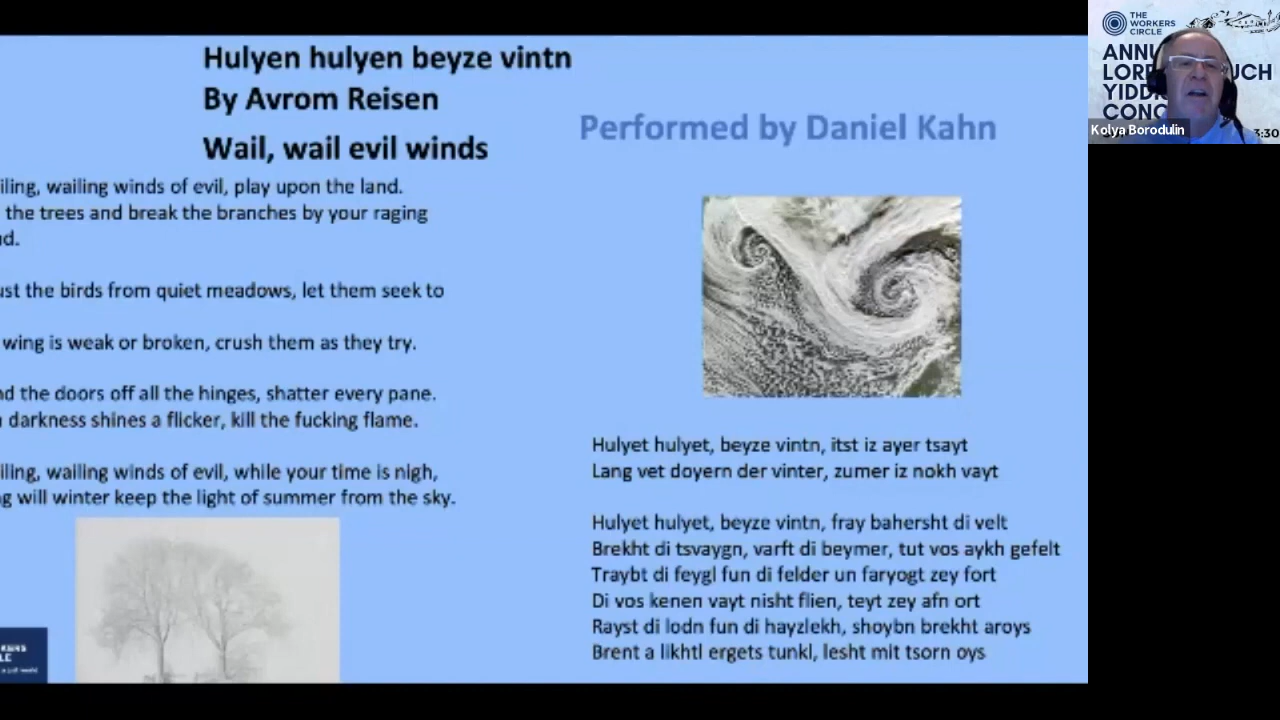 Hulyen hulyen beyze vintn
By Avrom Reisen
Wail, wail evil winds
iling, wailing winds of evil, play upon the land.
the trees and break the branches by your raging
nd.
ust the birds from quiet meadows, let them seek to
wing is weak or broken, crush them as they try.
nd the doors off all the hinges, shatter every pane.
darkness shines a flicker, kill the fucking flame.
iling, wailing winds of evil, while your time is nigh,
g will winter keep the light of summer from the sky.
Performed by Daniel Kahn
Hulyet hulyet, beyze vintn, itst iz ayer tsayt
Lang vet doyern der vinter, zumer iz nokh vayt
Hulyet hulyet, beyze vintn, fray bahersht di velt
Brekht di tsvaygn, varft di beymer, tut vos aykh gefelt
Traybt di feygl fun di felder un faryogt zey fort
Di vos kenen vayt nisht flien, teyt zey afn ort
Rayst di lodn fun di hayzlekh, shoybn brekht aroys
Brent a likhtl ergets tunkl, lesht mit tsorn oys
THE
WORKERS
CIRCLE
ANNU
LORE UCH
YIDD
CONC
3:30
Kolya Borodulin